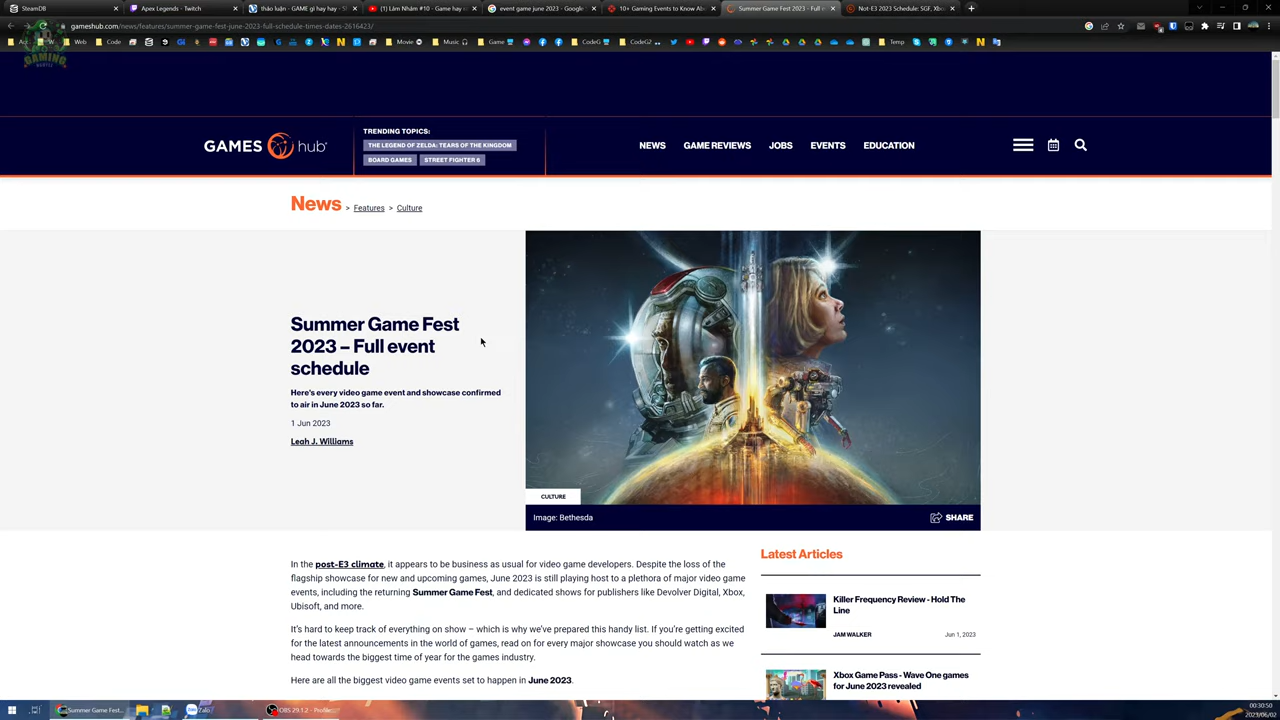 SteamDB
Apex Legends - Twitch
thảo luận - GAME gì hay hay - S
(1) Lâm Nhâm #10 - Game hay
event game june 2023 - Google
10+ Gaming Events to Know Ab
Summer Game Fest 2023 – Full e
Not-E3 2023 Schedule: SGF, Xbo
gameshub.com/news/features/summer-game-fest-june-2023-full-schedule-times-dates-2616423/
Web
Code
Movie
Music
Game
CodeG
CodeG2
Temp
GAMING
GAMES hub
TRENDING TOPICS:
THE LEGEND OF ZELDA: TEARS OF THE KINGDOM
BOARD GAMES
STREET FIGHTER 6
NEWS
GAME REVIEWS
JOBS
EVENTS
EDUCATION
News > Features > Culture
Summer Game Fest
2023 – Full event
schedule
Here's every video game event and showcase confirmed
to air in June 2023 so far.
1 Jun 2023
Leah J. Williams
CULTURE
Image: Bethesda
SHARE
In the post-E3 climate, it appears to be business as usual for video game developers. Despite the loss of the
flagship showcase for new and upcoming games, June 2023 is still playing host to a plethora of major video game
events, including the returning Summer Game Fest, and dedicated shows for publishers like Devolver Digital, Xbox,
Ubisoft, and more.
It's hard to keep track of everything on show – which is why we've prepared this handy list. If you're getting excited
for the latest announcements in the world of games, read on for every major showcase you should watch as we
head towards the biggest time of year for the games industry.
Here are all the biggest video game events set to happen in June 2023.
Latest Articles
Killer Frequency Review - Hold The
Line
JAM WALKER
Jun 1, 2023
Xbox Game Pass - Wave One games
for June 2023 revealed
Summer Game Fest...
Zalo
OBS 29.1.2 - Profile...
00:30:50
2023/06/02